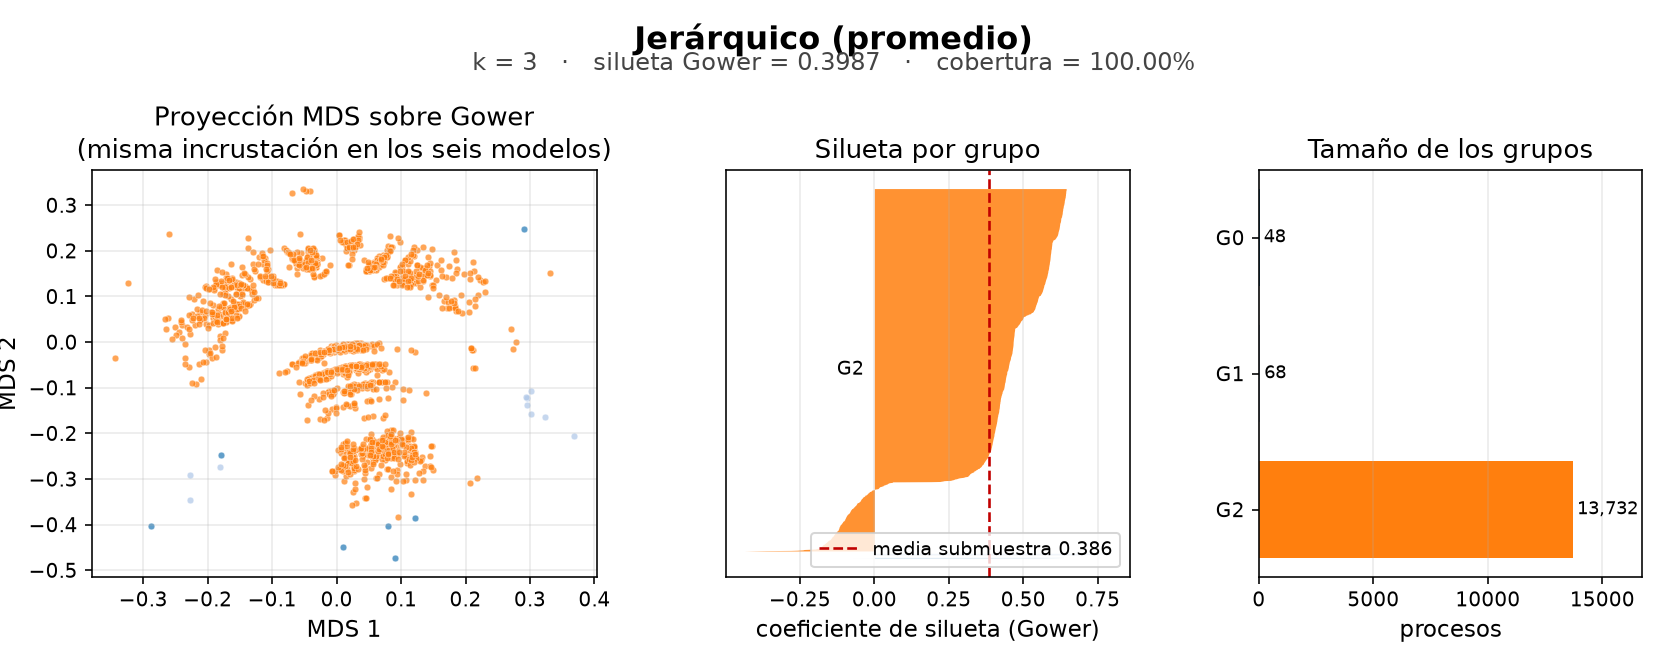 Jerárquico (promedio)
k = 3 · silueta Gower = 0.3987 · cobertura = 100.00%
Proyección MDS sobre Gower
(misma incrustación en los seis modelos)
MDS 2
0.3
0.2
0.1
0.0
−0.1
−0.2
−0.3
−0.4
−0.5
−0.3 −0.2 −0.1 0.0 0.1 0.2 0.3 0.4
MDS 1
Silueta por grupo
G2
media submuestra 0.386
−0.25 0.00 0.25 0.50 0.75
coeficiente de silueta (Gower)
Tamaño de los grupos
G0 48
G1 68
G2 13,732
0 5000 10000 15000
procesos